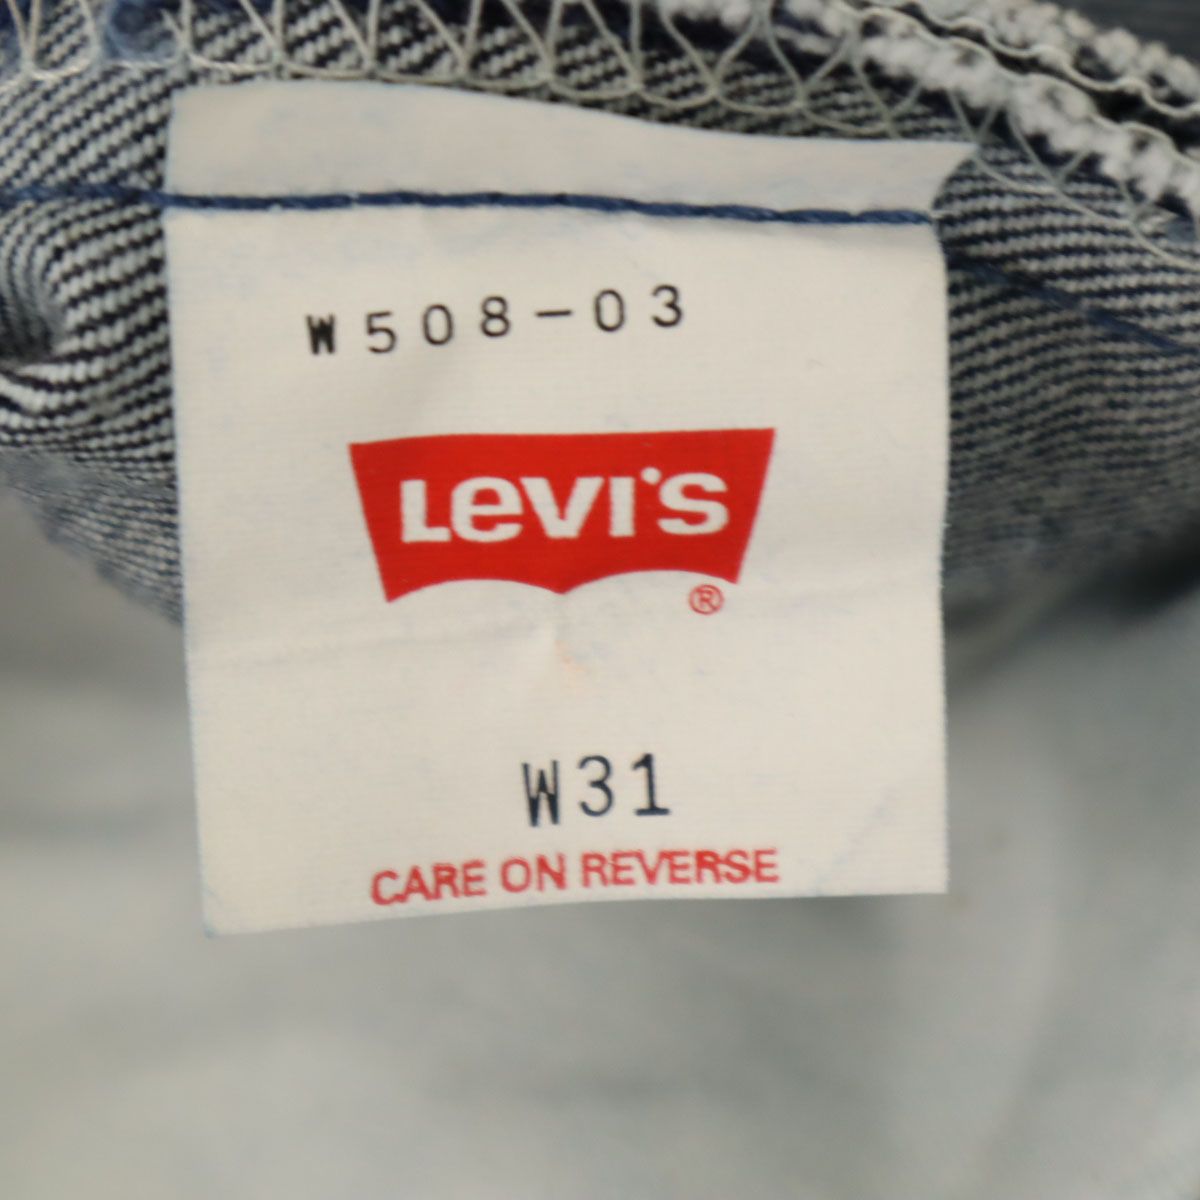 W508-03
LEVI'S
®
W31
CARE ON REVERSE